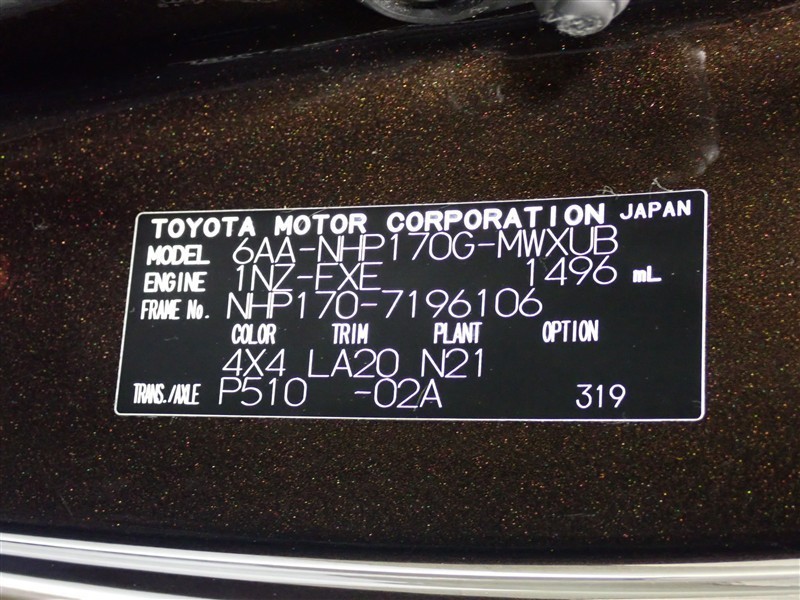 TOYOTA MOTOR CORPORATION JAPAN
MODEL 6AA-NHP170G-MWXUB
ENGINE 1NZ-FXE 1496 mL
FRAME No. NHP170-7196106
COLOR TRIM PLANT OPTION
4X4 LA20 N21
TRANS./AXLE P510 -02A 319